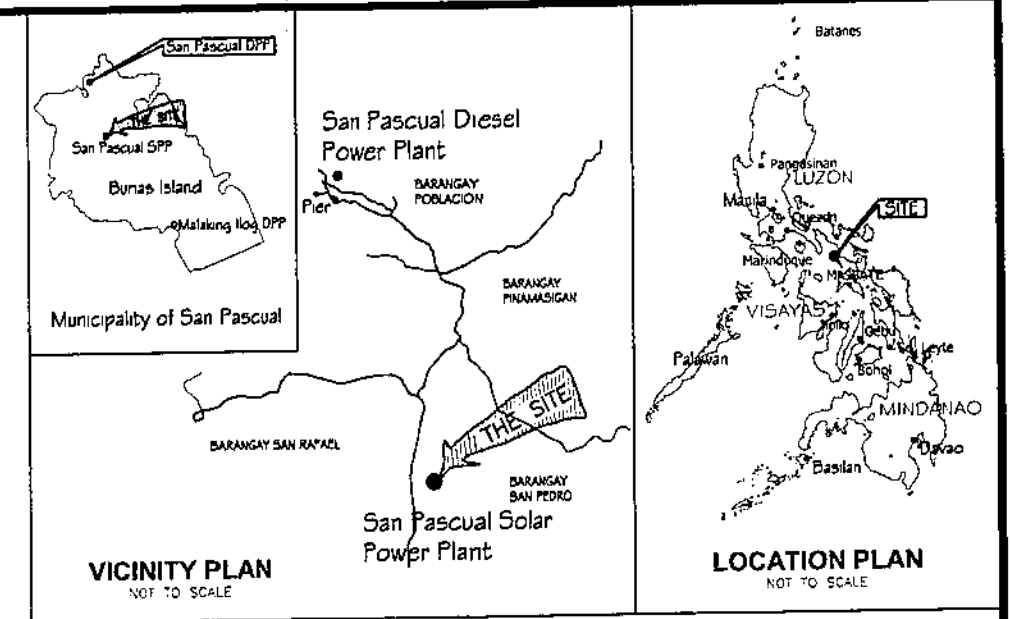 San Pascual DPP
THE SITE
San Pascual SPP
Bunas Island
Malaking Ilog DPP
Municipality of San Pascual
San Pascual Diesel
Power Plant
Pier
BARANGAY
POBLACION
BARANGAY
PINAMASIGAN
THE SITE
BARANGAY SAN RAFAEL
BARANGAY
SAN PEDRO
San Pascual Solar
Power Plant
VICINITY PLAN
NOT TO SCALE
Batanes
Pangasinan
LUZON
Manila
Quezon
SITE
Marinduque
MASBATE
VISAYAS
Iloilo
Cebu
Leyte
Palawan
Bohol
MINDANAO
Davao
Basilan
LOCATION PLAN
NOT TO SCALE